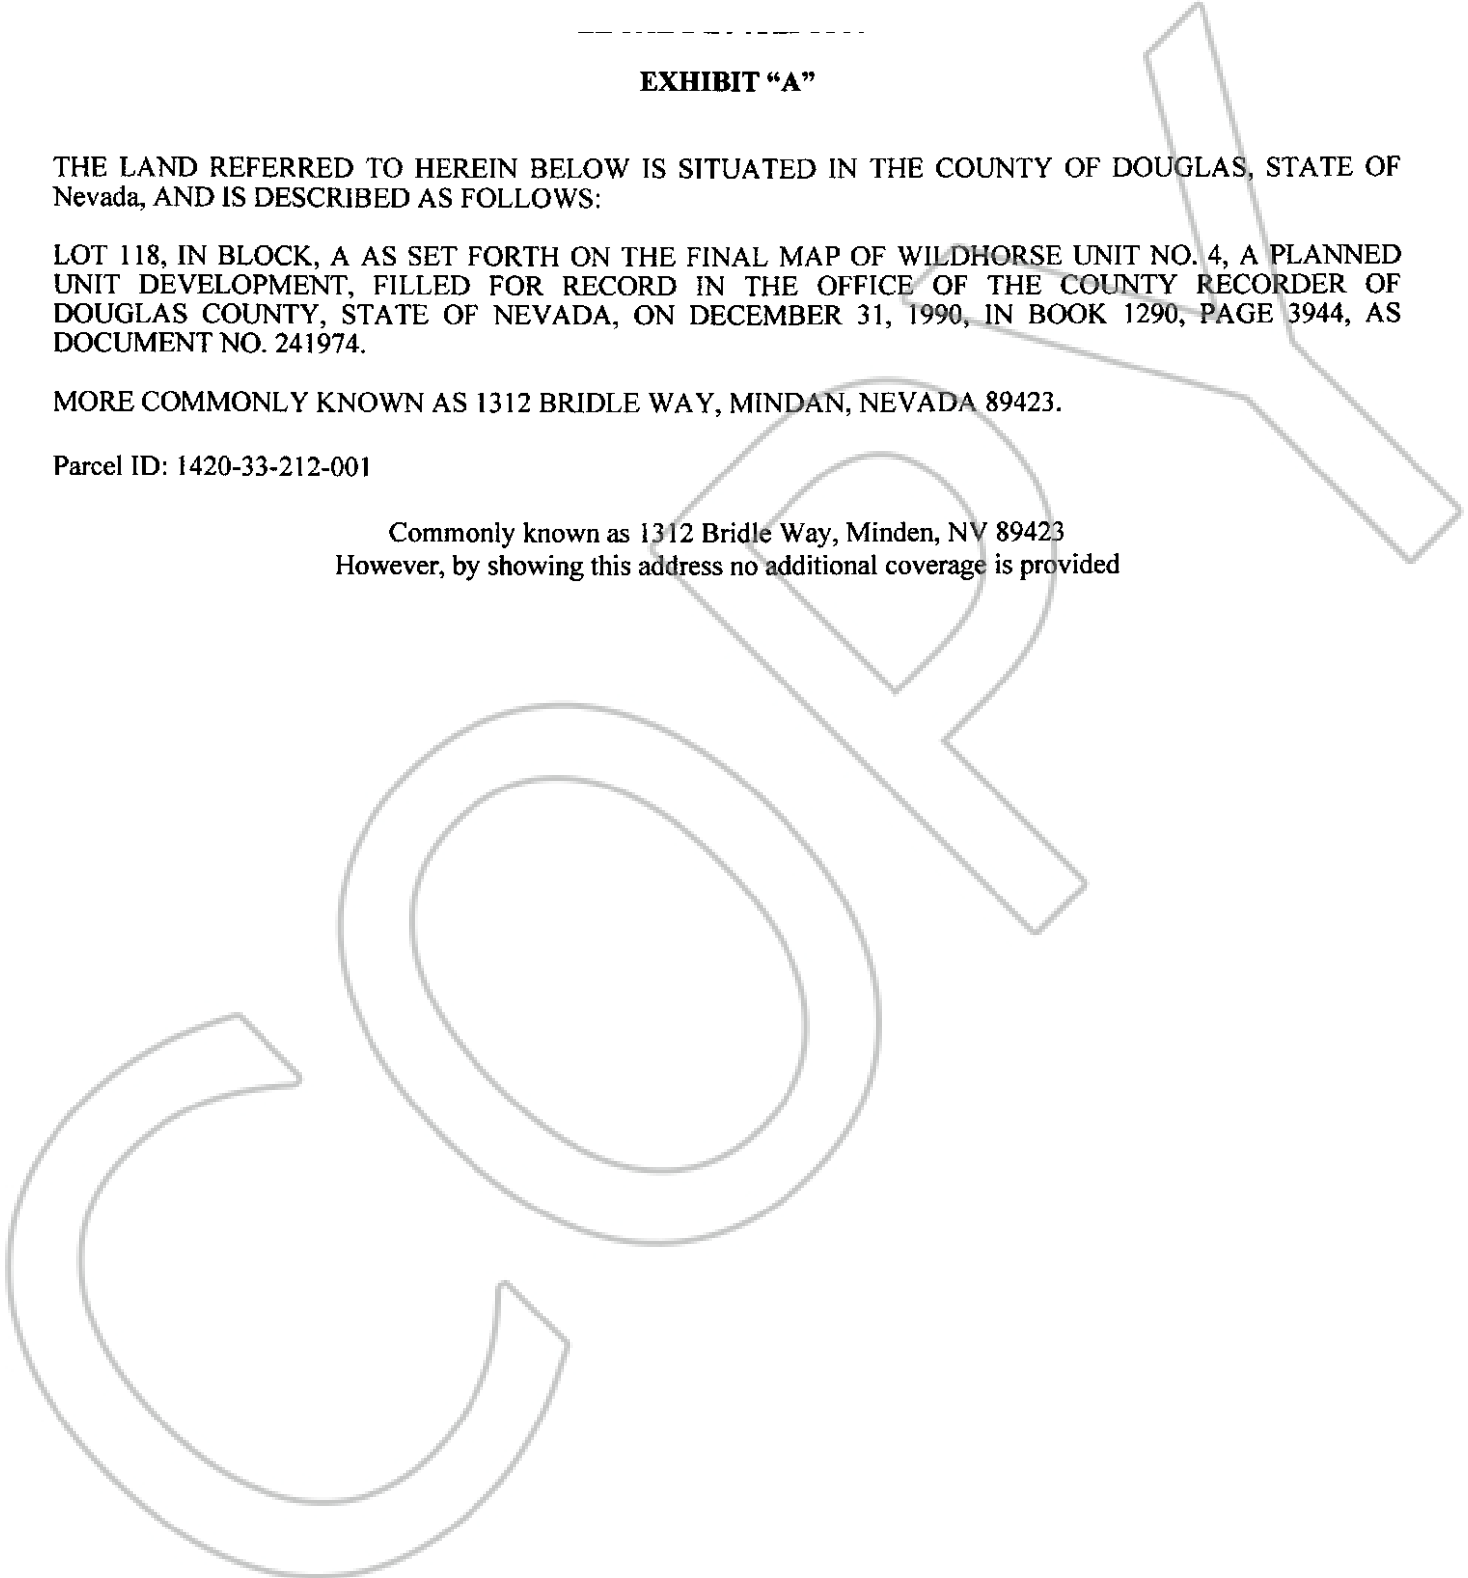 EXHIBIT “A”
THE LAND REFERRED TO HEREIN BELOW IS SITUATED IN THE COUNTY OF DOUGLAS, STATE OF
Nevada, AND IS DESCRIBED AS FOLLOWS:
LOT 118, IN BLOCK, A AS SET FORTH ON THE FINAL MAP OF WILDHORSE UNIT NO. 4, A PLANNED
UNIT DEVELOPMENT, FILLED FOR RECORD IN THE OFFICE OF THE COUNTY RECORDER OF
DOUGLAS COUNTY, STATE OF NEVADA, ON DECEMBER 31, 1990, IN BOOK 1290, PAGE 3944, AS
DOCUMENT NO. 241974.
MORE COMMONLY KNOWN AS 1312 BRIDLE WAY, MINDAN, NEVADA 89423.
Parcel ID: 1420-33-212-001
Commonly known as 1312 Bridle Way, Minden, NV 89423
However, by showing this address no additional coverage is provided
COPY